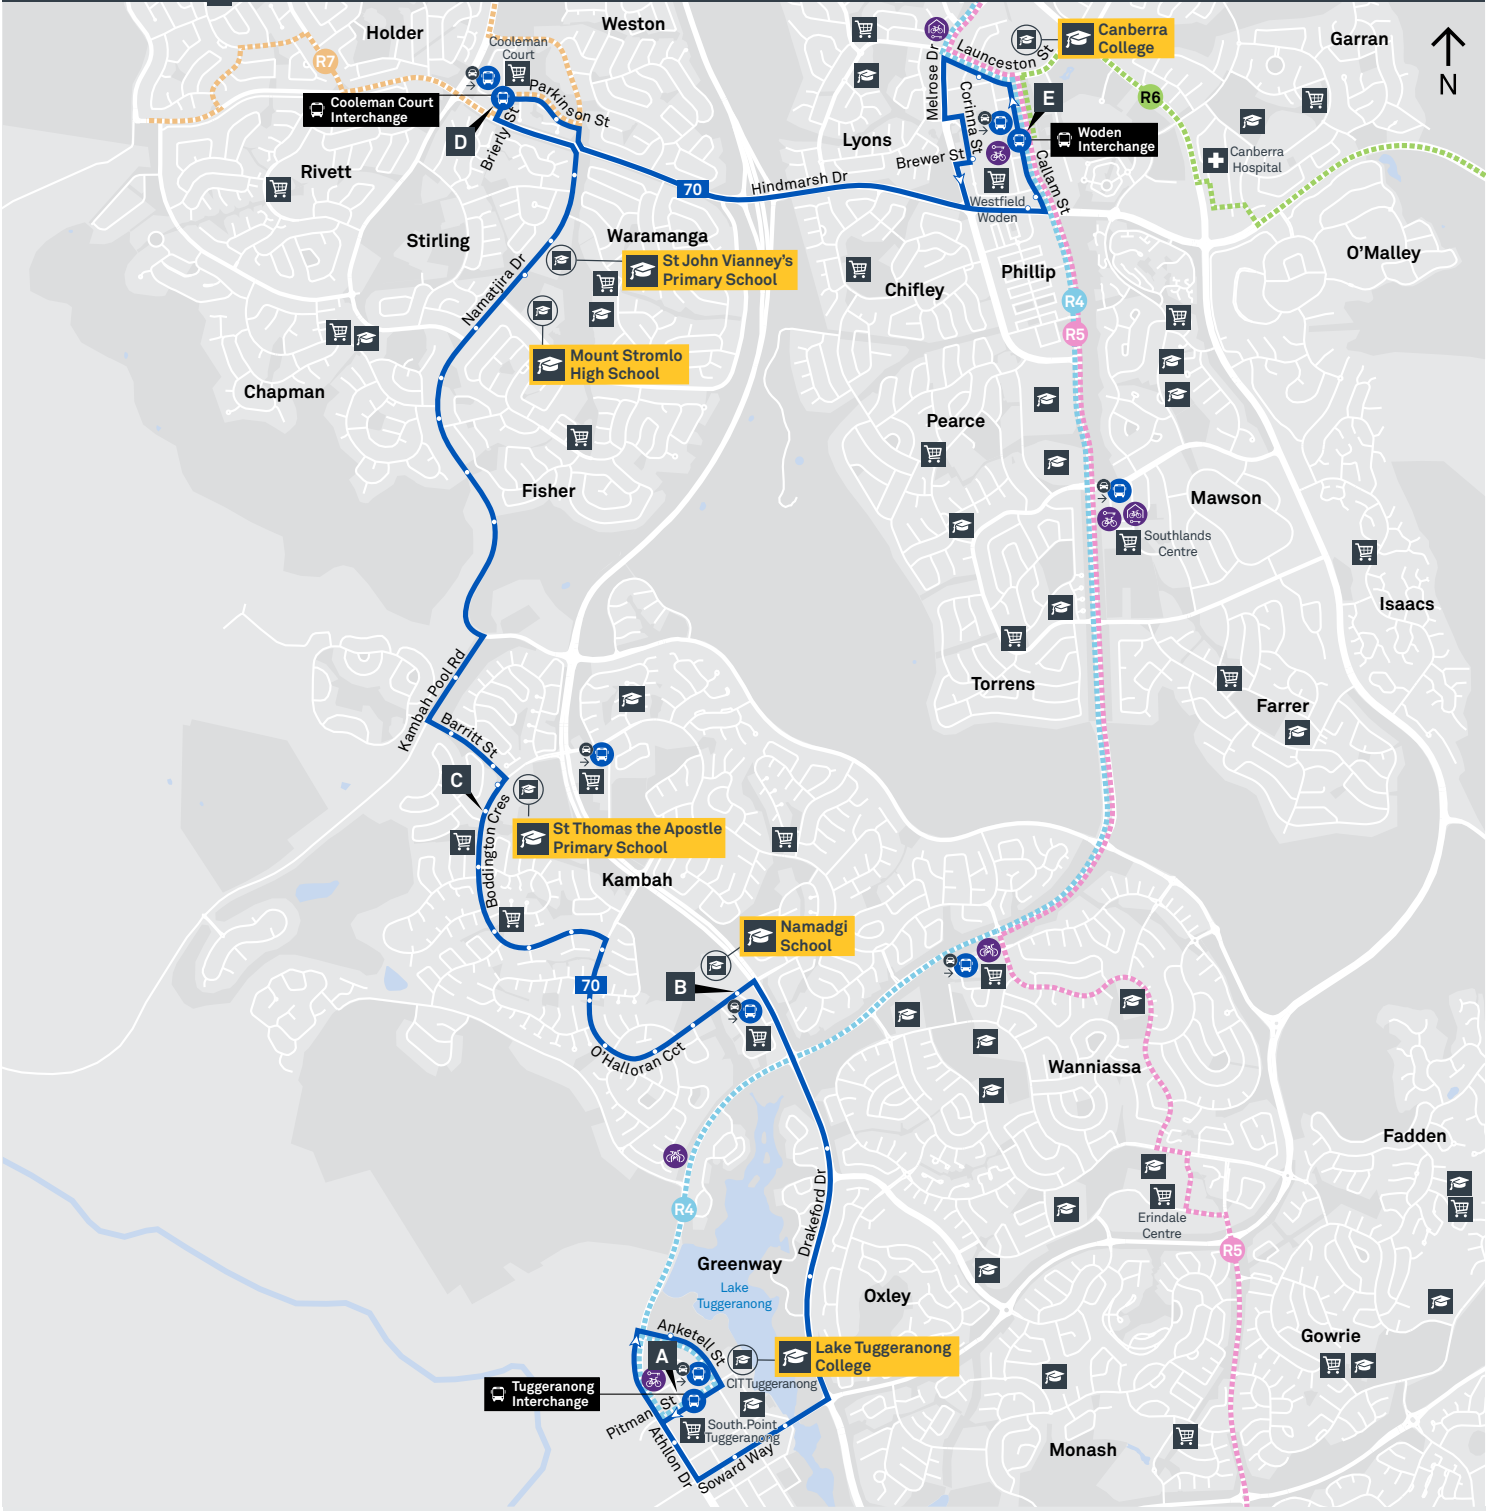 Weston
Holder
Cooleman
Court
R7
Parkinson St
Cooleman Court
Interchange
D
Brierly St
Rivett
Stirling
Waramanga
70
Hindmarsh Dr
Melrose Dr
Launceston St
Canberra
College
Garran
N
R6
E
Corinna St
Lyons
Brewer St
Woden
Interchange
Callam St
Canberra
Hospital
Westfield
Woden
O'Malley
Phillip
Chifley
R4
R5
St John Vianney's
Primary School
Namatjira Dr
Mount Stromlo
High School
Chapman
Fisher
Pearce
Mawson
Southlands
Centre
Isaacs
Torrens
Farrer
Kambah Pool Rd
Barritt St
C
Boddington Cres
St Thomas the Apostle
Primary School
Kambah
Namadgi
School
70
B
O'Halloran Cct
Wanniassa
Fadden
R4
Drakeford Dr
Erindale
Centre
R5
Greenway
Lake
Tuggeranong
Oxley
Gowrie
Anketell St
A
Lake Tuggeranong
College
CIT Tuggeranong
Tuggeranong
Interchange
Pitman St
South.Point
Tuggeranong
Athllon Dr
Soward Way
Monash